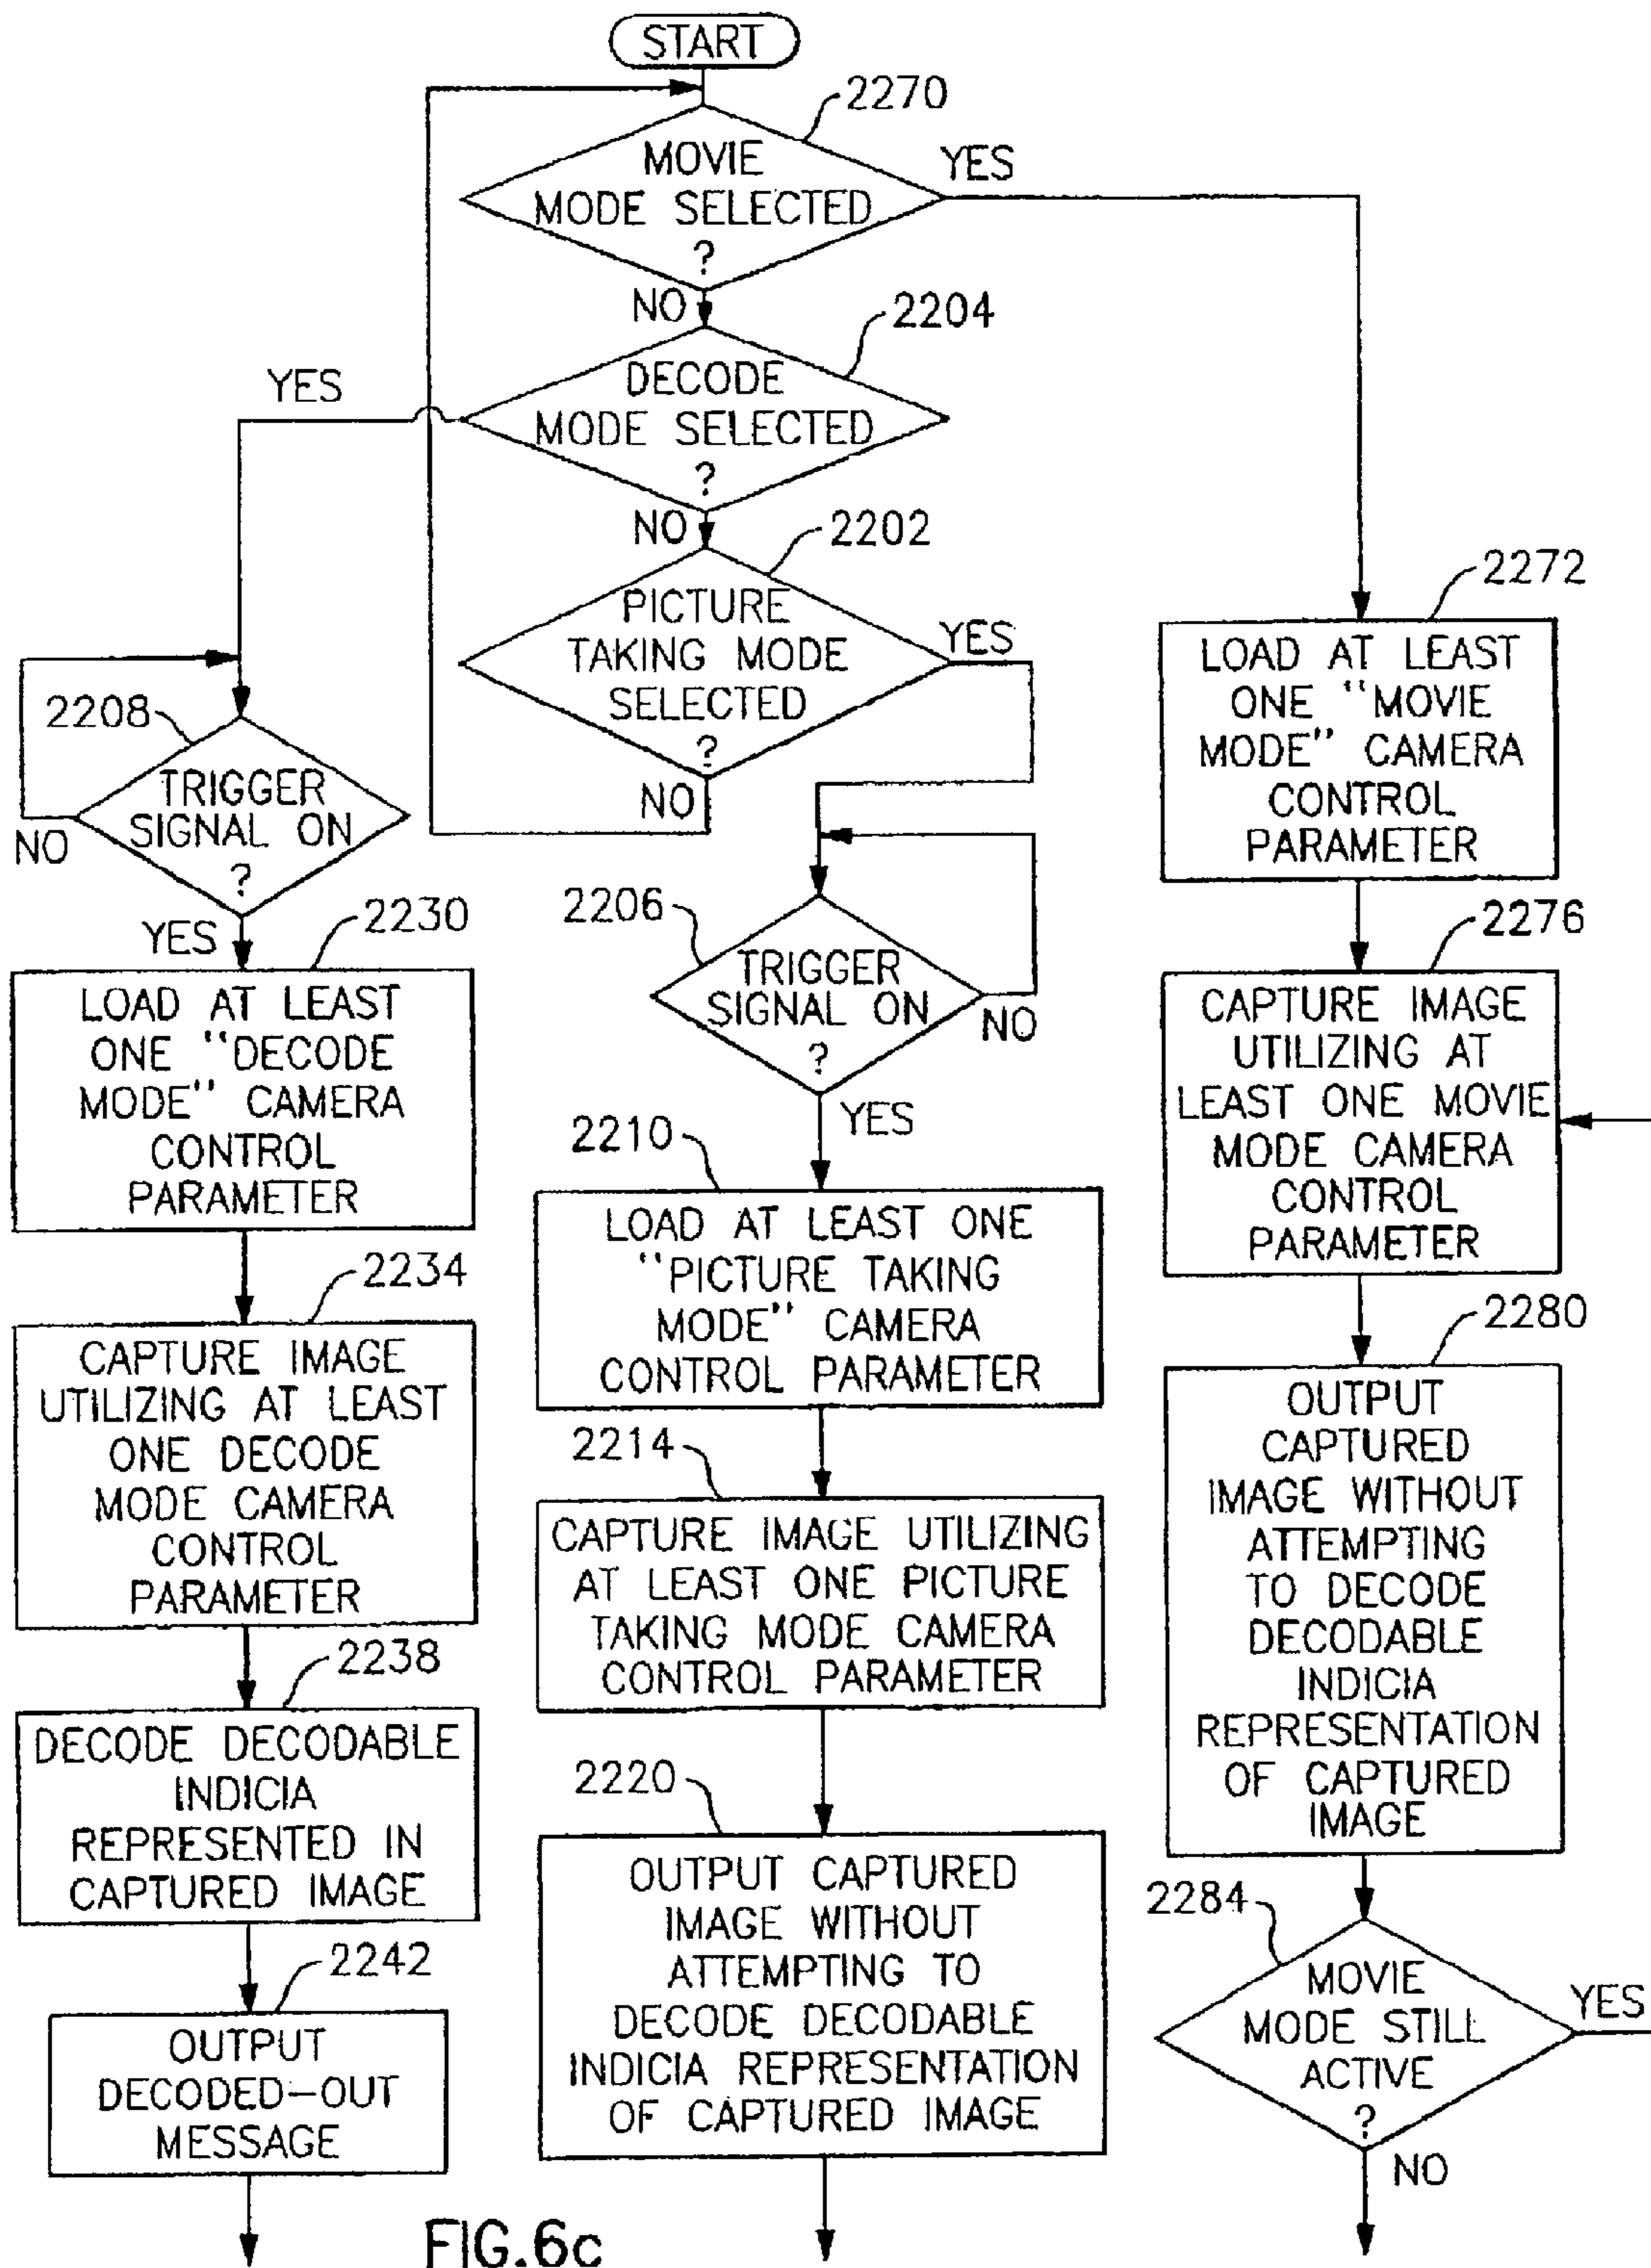 START
2270
MOVIE
MODE SELECTED
?
YES
NO
2204
DECODE
MODE SELECTED
?
YES
NO
2202
PICTURE
TAKING MODE
SELECTED
?
YES
NO
2208
TRIGGER
SIGNAL ON
?
NO
YES
2230
LOAD AT LEAST
ONE "DECODE
MODE" CAMERA
CONTROL
PARAMETER
2234
CAPTURE IMAGE
UTILIZING AT LEAST
ONE DECODE
MODE CAMERA
CONTROL
PARAMETER
2238
DECODE DECODABLE
INDICIA
REPRESENTED IN
CAPTURED IMAGE
2242
OUTPUT
DECODED-OUT
MESSAGE
2206
TRIGGER
SIGNAL ON
?
NO
YES
2210
LOAD AT LEAST ONE
"PICTURE TAKING
MODE" CAMERA
CONTROL PARAMETER
2214
CAPTURE IMAGE UTILIZING
AT LEAST ONE PICTURE
TAKING MODE CAMERA
CONTROL PARAMETER
2220
OUTPUT CAPTURED
IMAGE WITHOUT
ATTEMPTING TO
DECODE DECODABLE
INDICIA REPRESENTATION
OF CAPTURED IMAGE
2272
LOAD AT LEAST
ONE "MOVIE
MODE" CAMERA
CONTROL
PARAMETER
2276
CAPTURE IMAGE
UTILIZING AT
LEAST ONE MOVIE
MODE CAMERA
CONTROL
PARAMETER
2280
OUTPUT
CAPTURED
IMAGE WITHOUT
ATTEMPTING
TO DECODE
DECODABLE
INDICIA
REPRESENTATION
OF CAPTURED
IMAGE
2284
MOVIE
MODE STILL
ACTIVE
?
YES
NO
FIG.6c